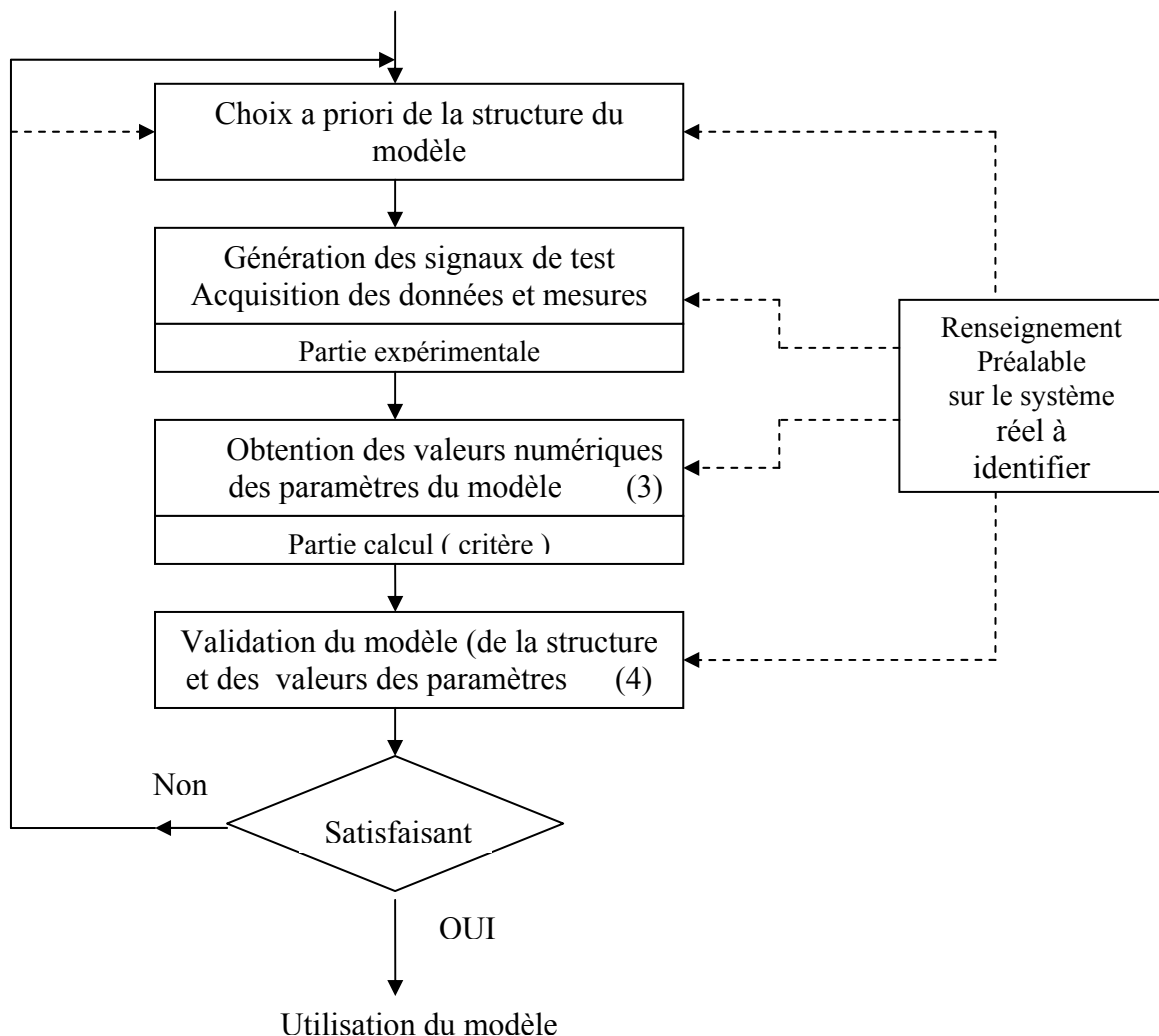 Choix a priori de la structure du
modèle
Génération des signaux de test
Acquisition des données et mesures
Partie expérimentale
Obtention des valeurs numériques
des paramètres du modèle (3)
Partie calcul ( critère )
Validation du modèle (de la structure
et des valeurs des paramètres (4)
Non
Satisfaisant
OUI
Utilisation du modèle
Renseignement
Préalable
sur le système
réel à
identifier